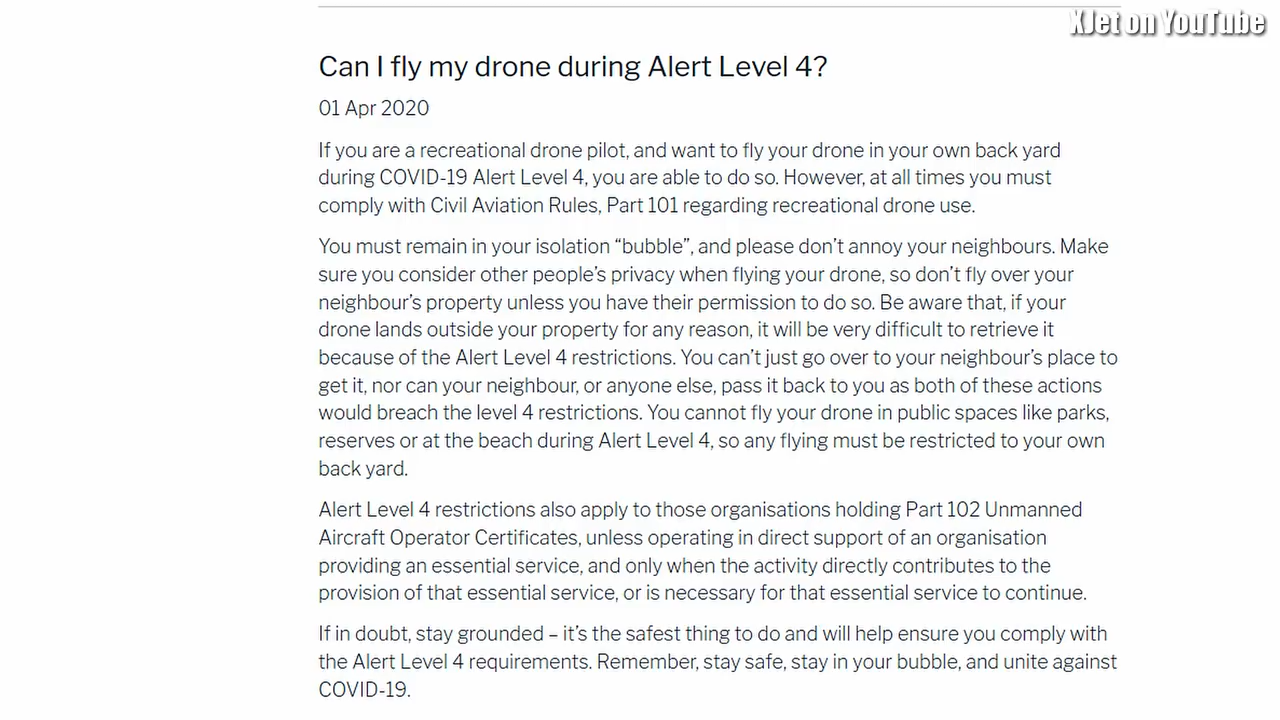 XJet on YouTube
Can I fly my drone during Alert Level 4?
01 Apr 2020
If you are a recreational drone pilot, and want to fly your drone in your own back yard
during COVID-19 Alert Level 4, you are able to do so. However, at all times you must
comply with Civil Aviation Rules, Part 101 regarding recreational drone use.
You must remain in your isolation “bubble”, and please don’t annoy your neighbours. Make
sure you consider other people’s privacy when flying your drone, so don’t fly over your
neighbour’s property unless you have their permission to do so. Be aware that, if your
drone lands outside your property for any reason, it will be very difficult to retrieve it
because of the Alert Level 4 restrictions. You can’t just go over to your neighbour’s place to
get it, nor can your neighbour, or anyone else, pass it back to you as both of these actions
would breach the level 4 restrictions. You cannot fly your drone in public spaces like parks,
reserves or at the beach during Alert Level 4, so any flying must be restricted to your own
back yard.
Alert Level 4 restrictions also apply to those organisations holding Part 102 Unmanned
Aircraft Operator Certificates, unless operating in direct support of an organisation
providing an essential service, and only when the activity directly contributes to the
provision of that essential service, or is necessary for that essential service to continue.
If in doubt, stay grounded – it’s the safest thing to do and will help ensure you comply with
the Alert Level 4 requirements. Remember, stay safe, stay in your bubble, and unite against
COVID-19.